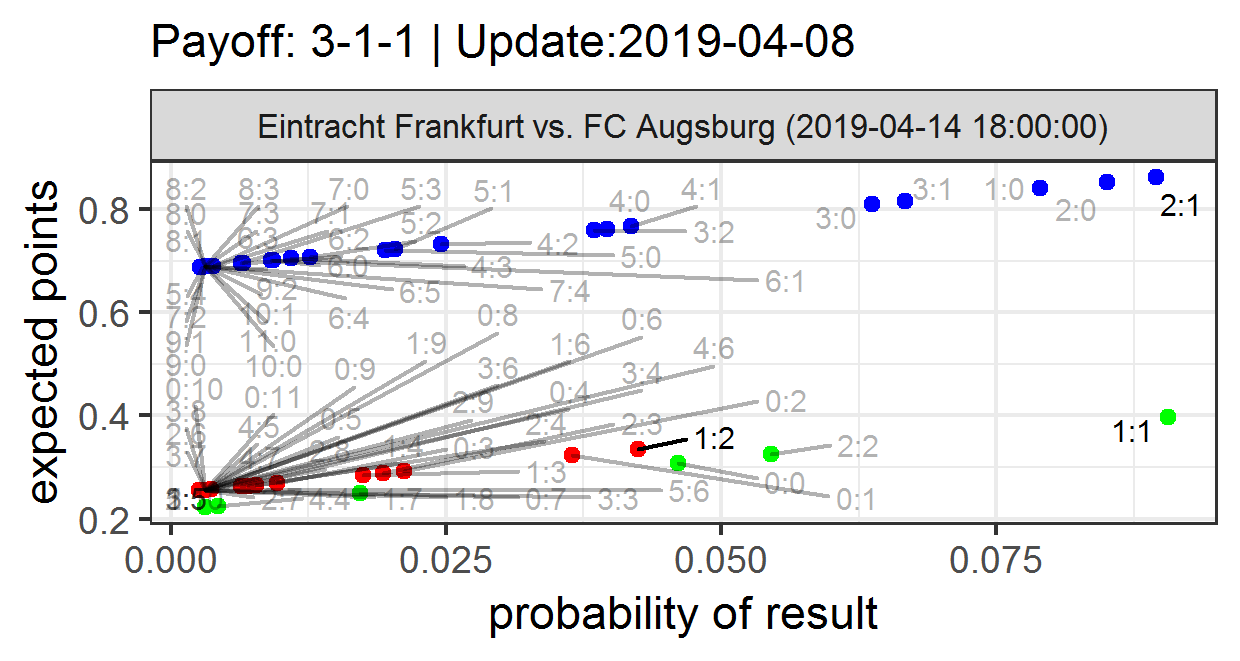 Payoff: 3-1-1 | Update:2019-04-08
Eintracht Frankfurt vs. FC Augsburg (2019-04-14 18:00:00)
expected points
0.8
0.6
0.4
0.2
8:2 8:3 7:0 5:3 5:1 4:0 4:1 3:1 1:0
8:0 7:3 7:1 5:2 3:0 2:0 2:1
8:1 6:3 6:2 4:2 3:2
6:0 4:3 5:0 6:1
5:4 9:2 6:5 7:4
7:2 10:1 6:4 0:8 0:6
9:1 11:0 1:9 1:6 4:6
9:0 10:0 0:9 3:6 3:4
0:10 0:11 2:9 0:4 0:2
3:8 4:5 0:5 2:4 2:3 1:1
1:4 0:3 1:2 2:2
1:3 0:0
2:7 4:4 1:7 1:8 0:7 3:3 5:6 0:1
0.000 0.025 0.050 0.075
probability of result